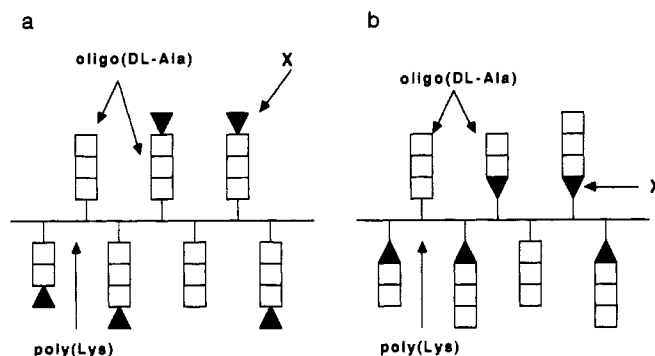 a
oligo(DL-Ala)
X
poly(Lys)
b
oligo(DL-Ala)
X
poly(Lys)